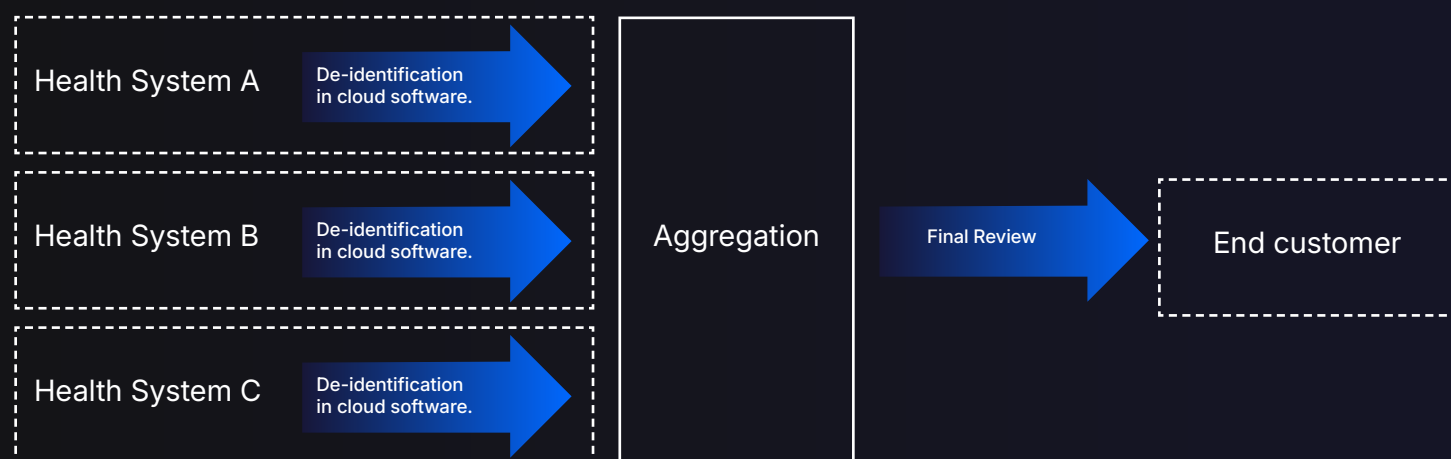 Health System A
De-identification
in cloud software.
Health System B
De-identification
in cloud software.
Health System C
De-identification
in cloud software.
Aggregation
Final Review
End customer